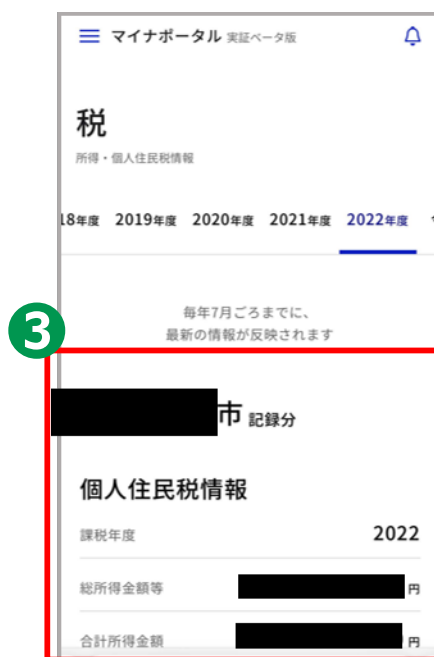 マイナポータル 実証ベータ版
税
所得・個人住民税情報
18年度 2019年度 2020年度 2021年度 2022年度
毎年7月ごろまでに、
最新の情報が反映されます
3
市 記録分
個人住民税情報
課税年度 2022
総所得金額等 円
合計所得金額 円